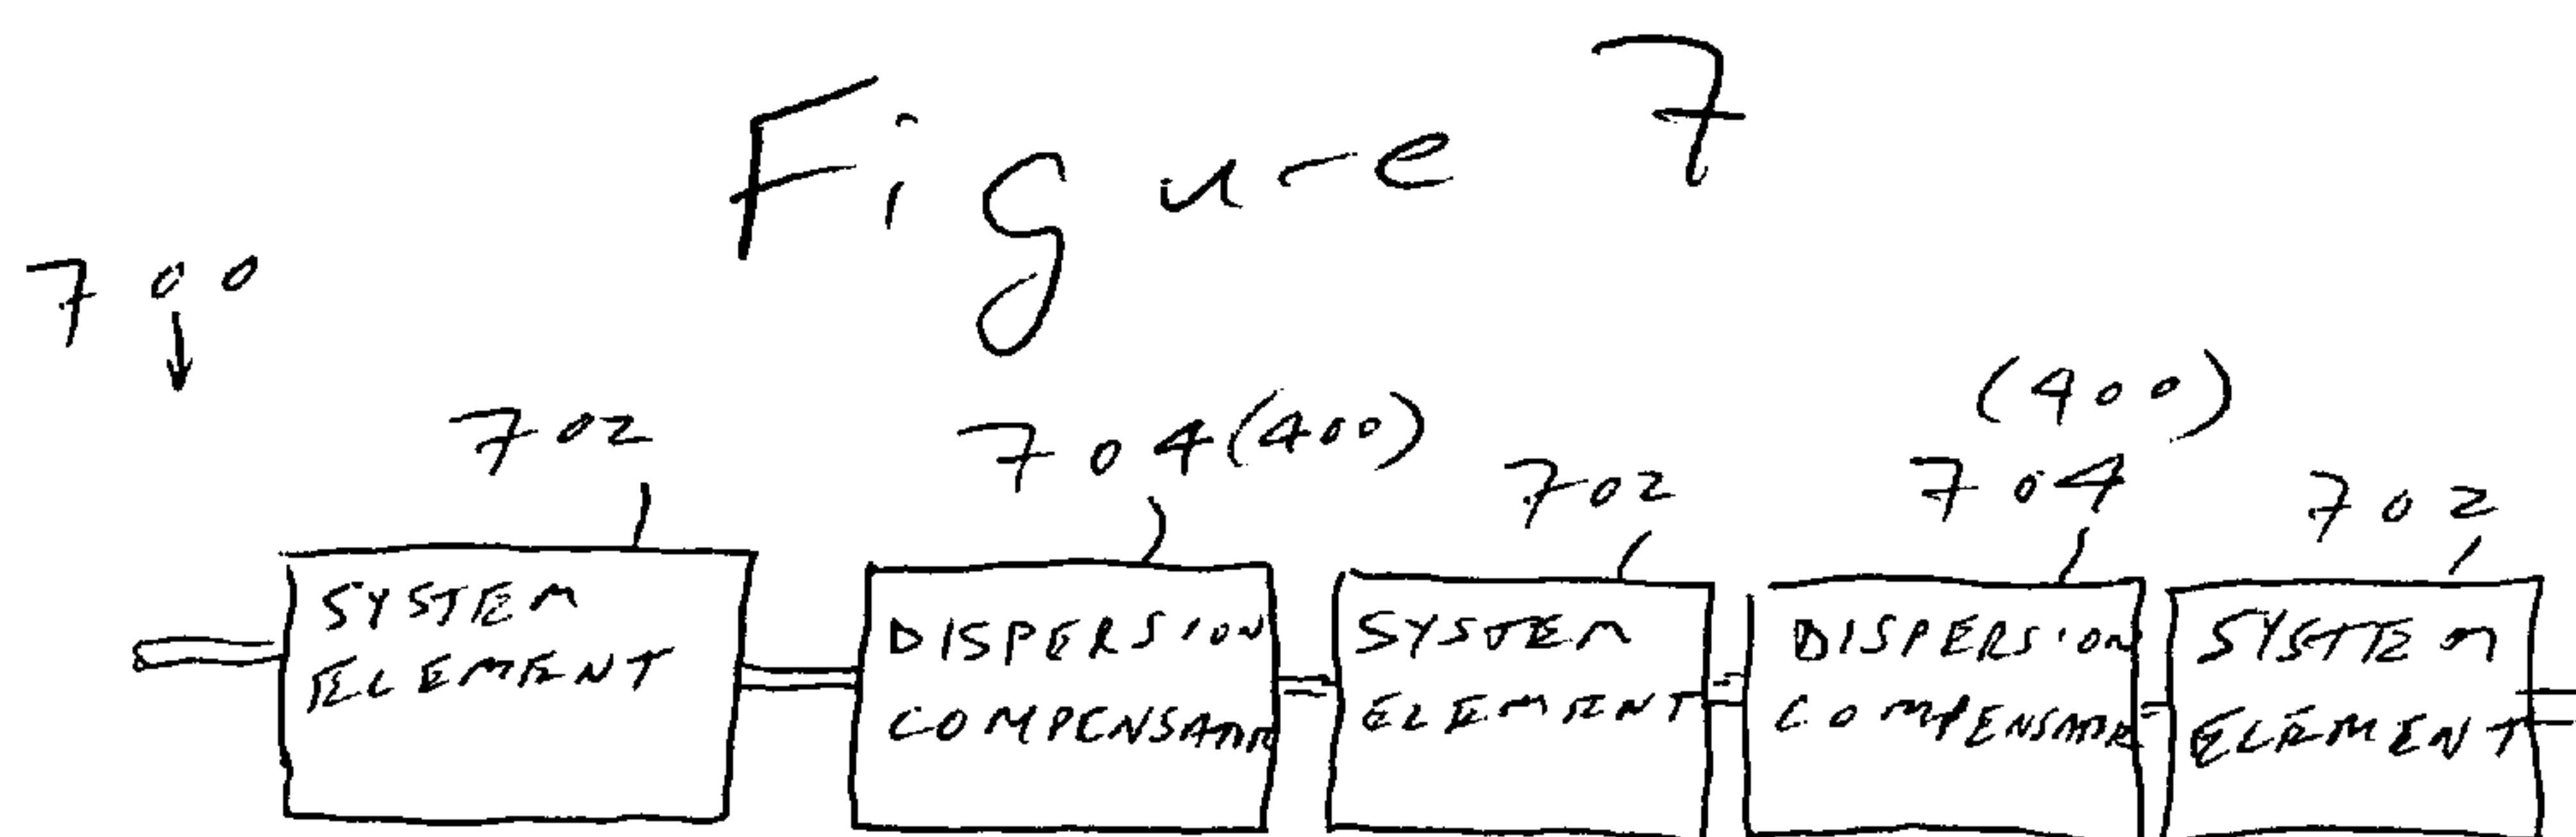 Figure 7
700
(400)
702 704(400) 702 704 702
SYSTEM
ELEMENT
DISPERSION
COMPENSATOR
SYSTEM
ELEMENT
DISPERSION
COMPENSATOR
SYSTEM
ELEMENT